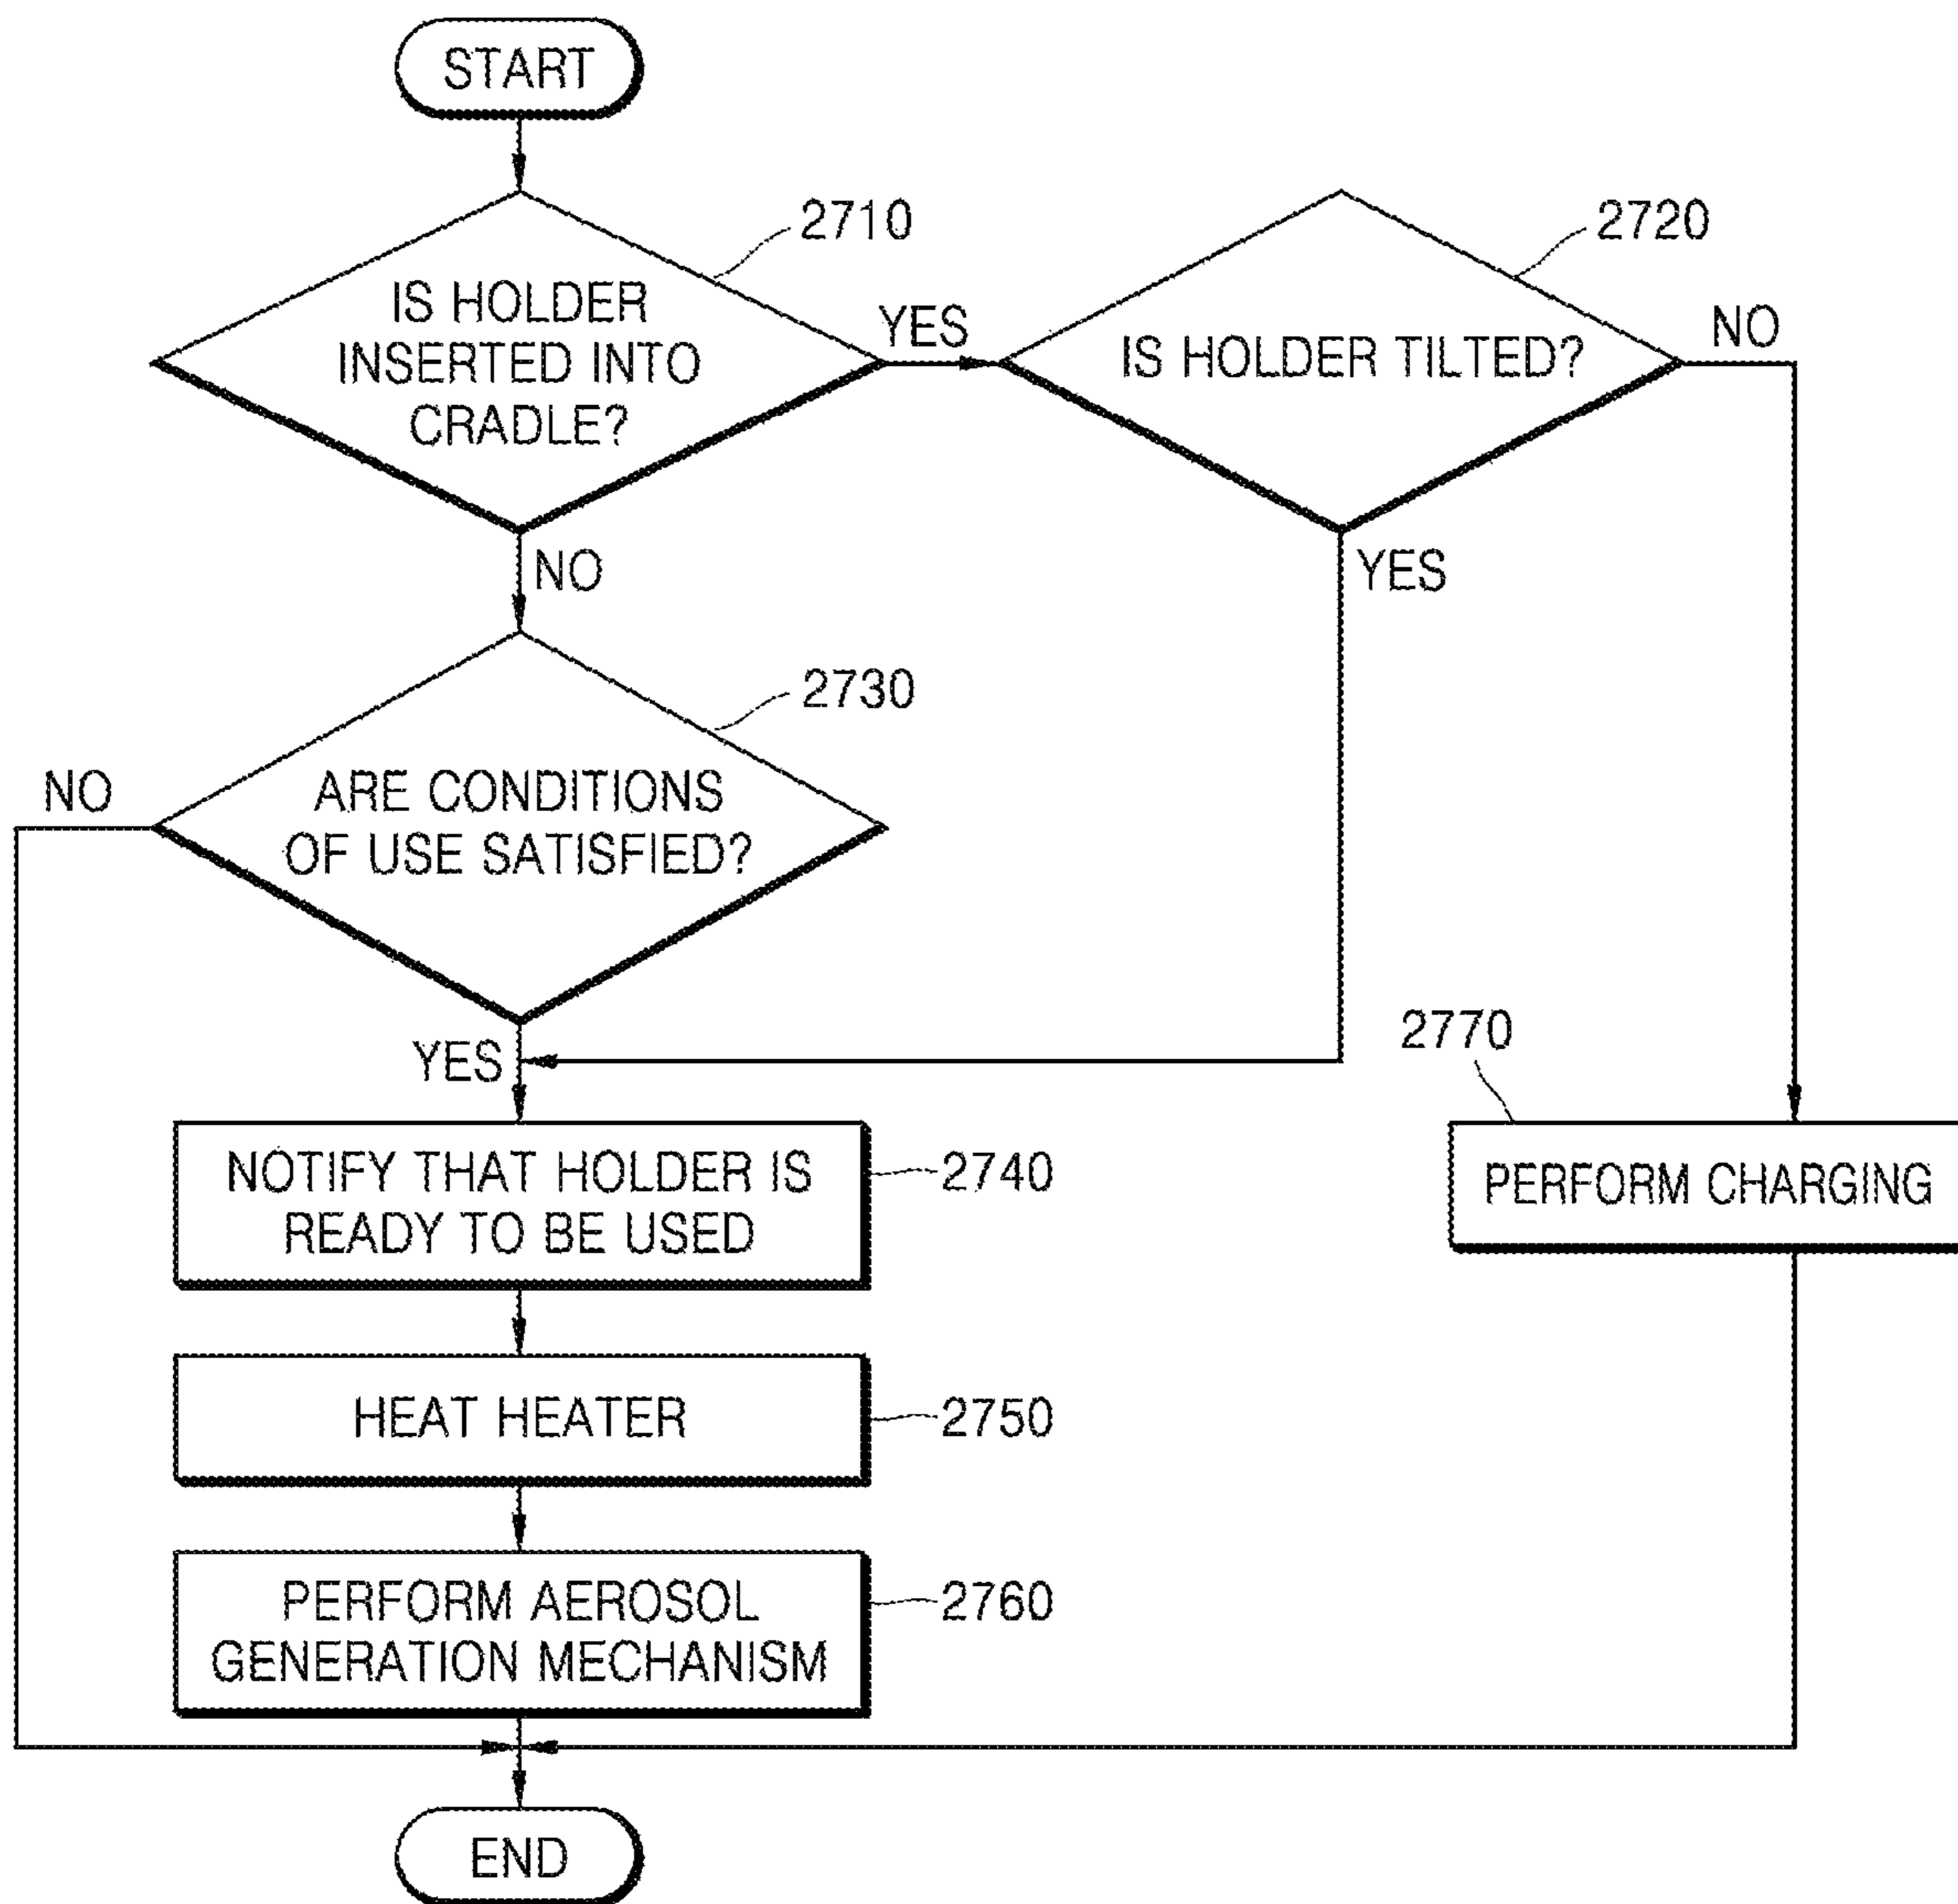 START
2710
IS HOLDER
INSERTED INTO
CRADLE?
YES
2720
IS HOLDER TILTED?
NO
NO
YES
2730
ARE CONDITIONS
OF USE SATISFIED?
NO
YES
2740
NOTIFY THAT HOLDER IS
READY TO BE USED
2770
PERFORM CHARGING
HEAT HEATER
2750
PERFORM AEROSOL
GENERATION MECHANISM
2760
END